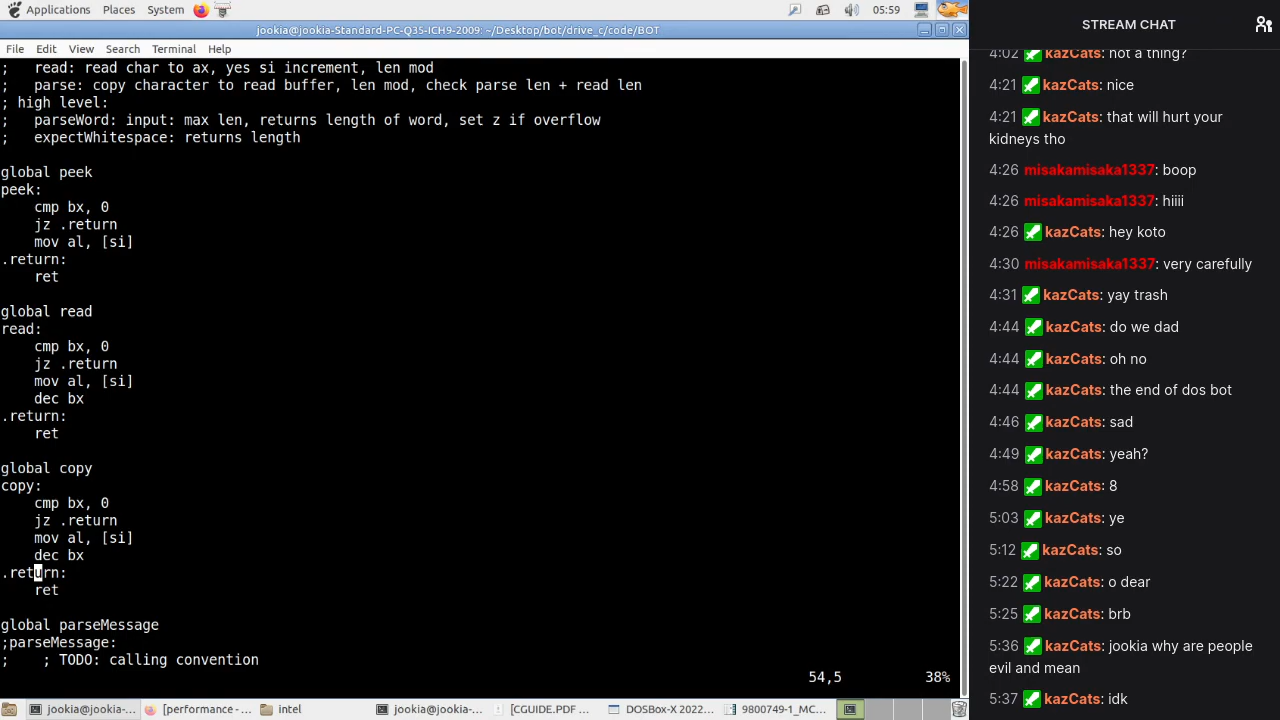 Applications Places System 05:59
jookia@jookia-Standard-PC-Q35-ICH9-2009: ~/Desktop/bot/drive_c/code/BOT
File Edit View Search Terminal Help
; read: read char to ax, yes si increment, len mod
; parse: copy character to read buffer, len mod, check parse len + read len
; high level:
; parseWord: input: max len, returns length of word, set z if overflow
; expectWhitespace: returns length
global peek
peek:
cmp bx, 0
jz .return
mov al, [si]
.return:
ret
global read
read:
cmp bx, 0
jz .return
mov al, [si]
dec bx
.return:
ret
global copy
copy:
cmp bx, 0
jz .return
mov al, [si]
dec bx
.return:
ret
global parseMessage
;parseMessage:
; ; TODO: calling convention
54,5 38%
jookia@jookia-... [performance -... intel jookia@jookia-... [CGUIDE.PDF ... DOSBox-X 2022... 9800749-1_MC...
STREAM CHAT
4:02 kazCats: not a thing?
4:21 kazCats: nice
4:21 kazCats: that will hurt your
kidneys tho
4:26 misakamisaka1337: boop
4:26 misakamisaka1337: hiiii
4:26 kazCats: hey koto
4:30 misakamisaka1337: very carefully
4:31 kazCats: yay trash
4:44 kazCats: do we dad
4:44 kazCats: oh no
4:44 kazCats: the end of dos bot
4:46 kazCats: sad
4:49 kazCats: yeah?
4:58 kazCats: 8
5:03 kazCats: ye
5:12 kazCats: so
5:22 kazCats: o dear
5:25 kazCats: brb
5:36 kazCats: jookia why are people
evil and mean
5:37 kazCats: idk